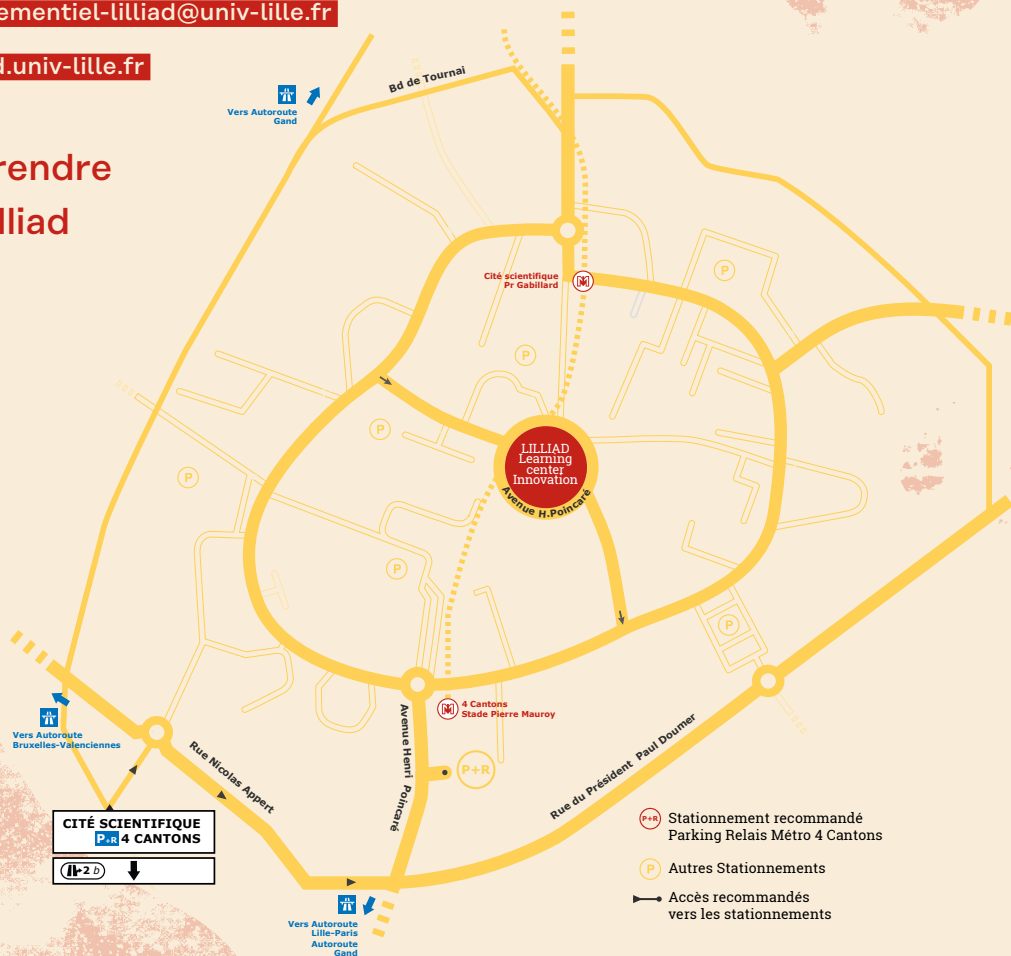 ementiel-lilliad@univ-lille.fr
d.univ-lille.fr
rendre
lliad
Bd de Tournai
Vers Autoroute
Gand
Cité scientifique
Pr Gabillard
P
P
P
P
P
P
LILLIAD
Learning
center
Innovation
Avenue H.Poincaré
4 Cantons
Stade Pierre Mauroy
Vers Autoroute
Bruxelles-Valenciennes
Rue Nicolas Appert
Avenue Henri Poincaré
P+R
Rue du Président Paul Doumer
CITÉ SCIENTIFIQUE
P+R 4 CANTONS
2 b
Vers Autoroute
Lille-Paris
Autoroute
Gand
P+R Stationnement recommandé
Parking Relais Métro 4 Cantons
P Autres Stationnements
Accès recommandés
vers les stationnements